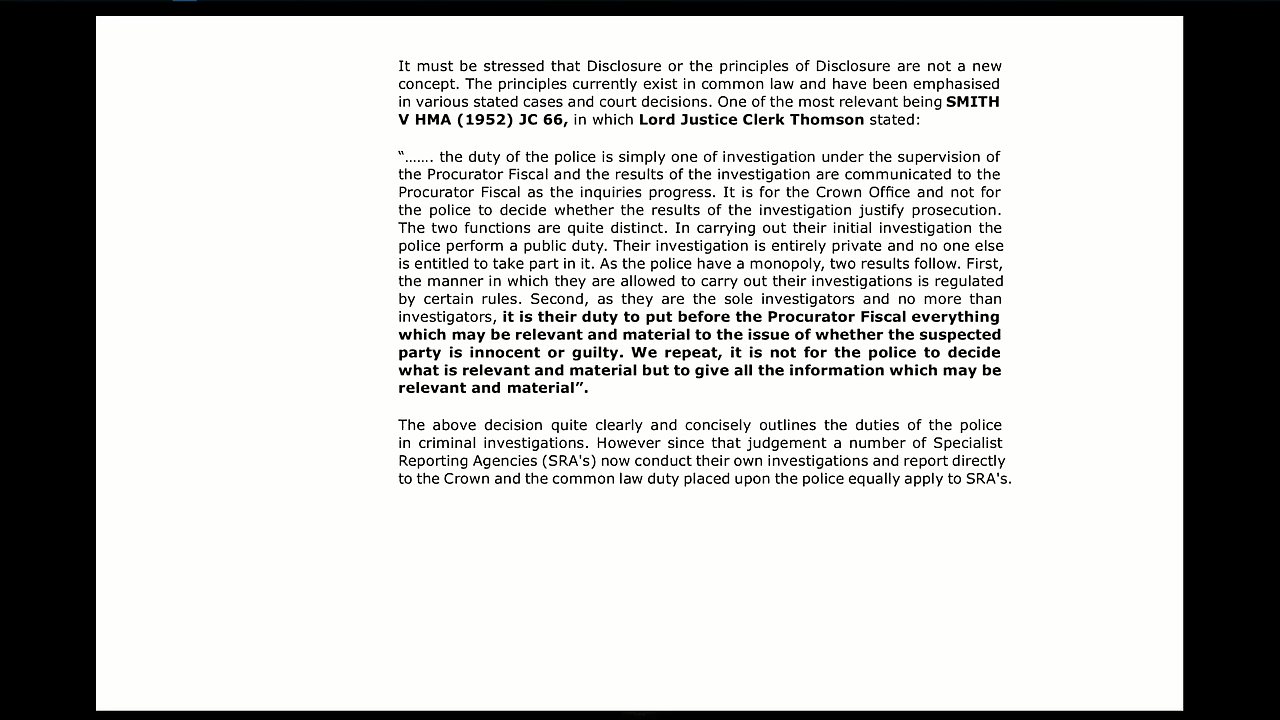 It must be stressed that Disclosure or the principles of Disclosure are not a new
concept. The principles currently exist in common law and have been emphasised
in various stated cases and court decisions. One of the most relevant being SMITH
V HMA (1952) JC 66, in which Lord Justice Clerk Thomson stated:
“....... the duty of the police is simply one of investigation under the supervision of
the Procurator Fiscal and the results of the investigation are communicated to the
Procurator Fiscal as the inquiries progress. It is for the Crown Office and not for
the police to decide whether the results of the investigation justify prosecution.
The two functions are quite distinct. In carrying out their initial investigation the
police perform a public duty. Their investigation is entirely private and no one else
is entitled to take part in it. As the police have a monopoly, two results follow. First,
the manner in which they are allowed to carry out their investigations is regulated
by certain rules. Second, as they are the sole investigators and no more than
investigators, it is their duty to put before the Procurator Fiscal everything
which may be relevant and material to the issue of whether the suspected
party is innocent or guilty. We repeat, it is not for the police to decide
what is relevant and material but to give all the information which may be
relevant and material”.
The above decision quite clearly and concisely outlines the duties of the police
in criminal investigations. However since that judgement a number of Specialist
Reporting Agencies (SRA's) now conduct their own investigations and report directly
to the Crown and the common law duty placed upon the police equally apply to SRA's.